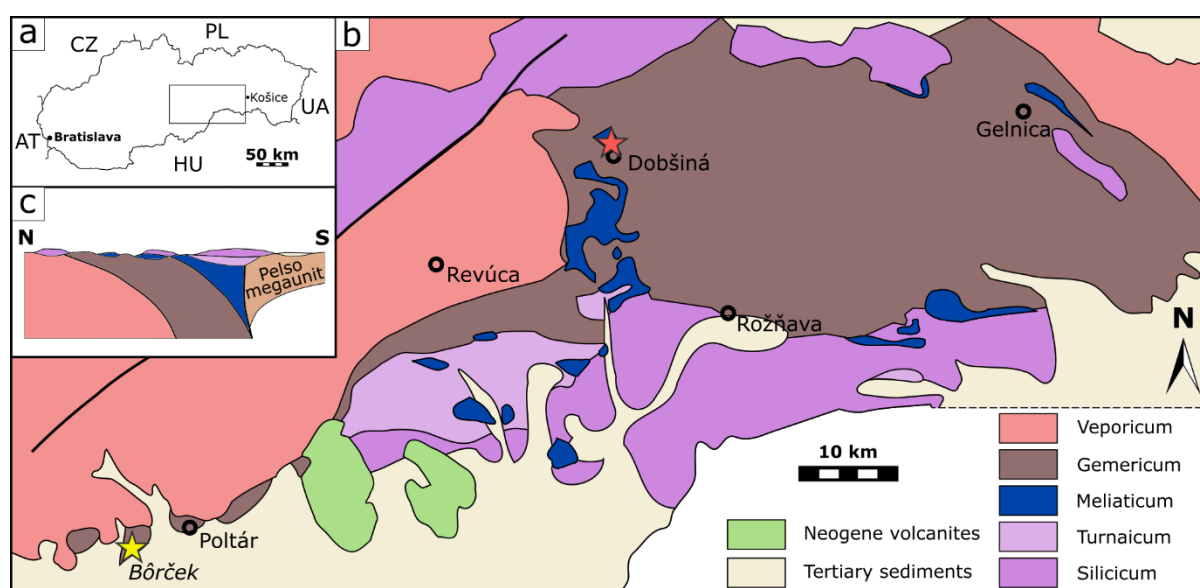 a
CZ
PL
Košice
UA
AT
Bratislava
HU
50 km
b
Gelnica
Dobšiná
Revúca
Rožňava
N
c
N
S
Pelso
megaunit
10 km
Poltár
Bôrček
Neogene volcanites
Tertiary sediments
Veporicum
Gemericum
Meliaticum
Turnaicum
Silicicum